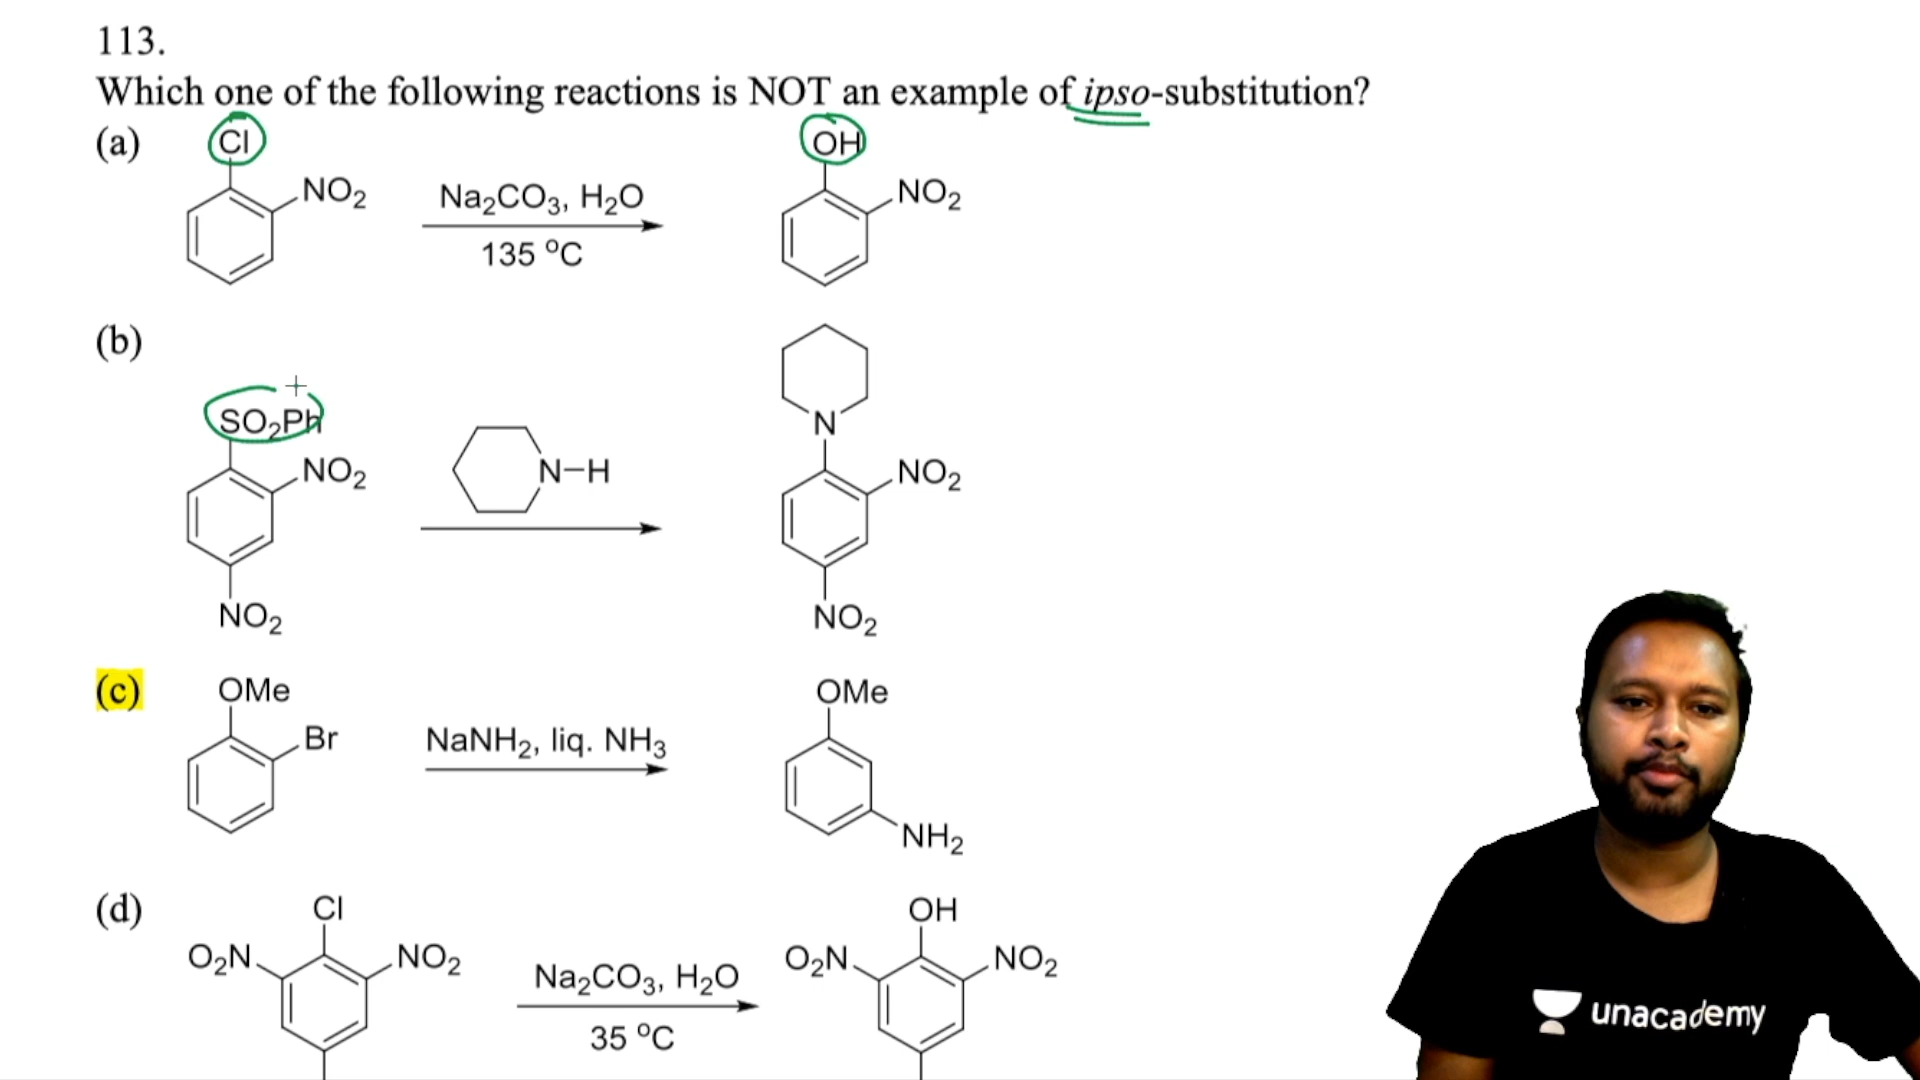 113.
Which one of the following reactions is NOT an example of ipso-substitution?
(a)
Cl
NO2
Na2CO3, H2O
135 °C
OH
NO2
(b)
SO2Ph
NO2
NO2
N-H
N
NO2
NO2
(c)
OMe
Br
NaNH2, liq. NH3
OMe
NH2
(d)
Cl
O2N
NO2
Na2CO3, H2O
35 °C
OH
O2N
NO2
unacademy